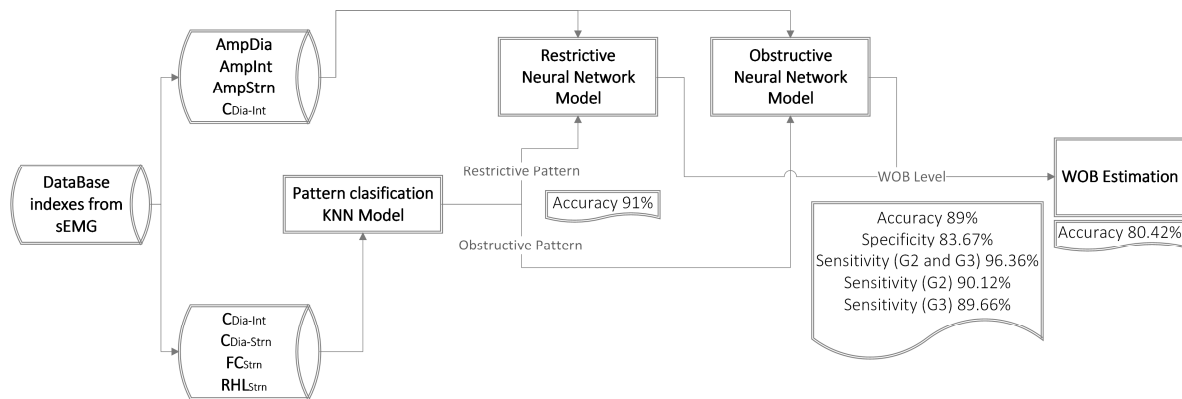 DataBase
indexes from
sEMG
AmpDia
AmpInt
AmpStrn
CDia-Int
CDia-Int
CDia-Strn
FCStrn
RHLStrn
Pattern clasification
KNN Model
Restrictive Pattern
Obstructive Pattern
Accuracy 91%
Restrictive
Neural Network
Model
Obstructive
Neural Network
Model
WOB Level
Accuracy 89%
Specificity 83.67%
Sensitivity (G2 and G3) 96.36%
Sensitivity (G2) 90.12%
Sensitivity (G3) 89.66%
WOB Estimation
Accuracy 80.42%